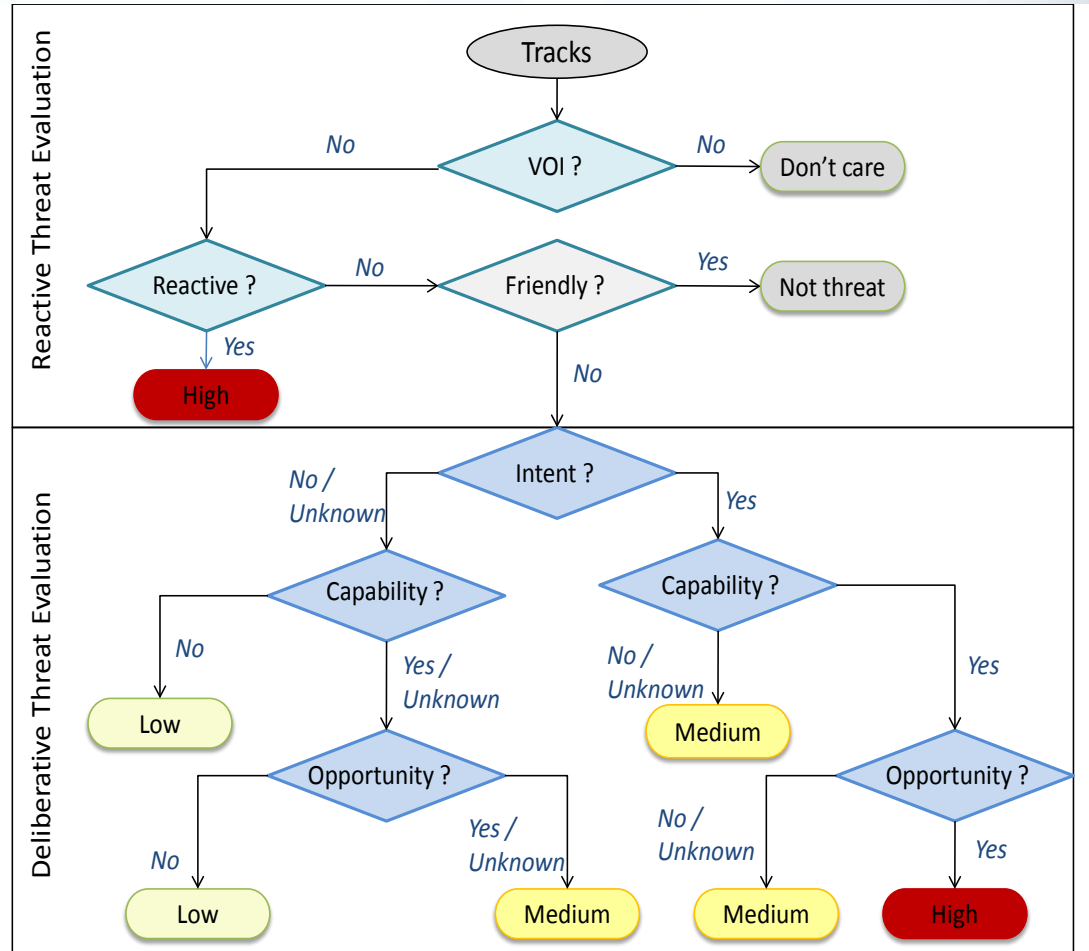 Reactive Threat Evaluation
Tracks
No
VOI ?
No
Don't care
Reactive ?
No
Friendly ?
Yes
Not threat
Yes
High
No
Deliberative Threat Evaluation
Intent ?
No /
Unknown
Yes
Capability ?
Capability ?
No
Yes /
Unknown
No /
Unknown
Yes
Low
Medium
Opportunity ?
Opportunity ?
No
Yes /
Unknown
No /
Unknown
Yes
Low
Medium
Medium
High